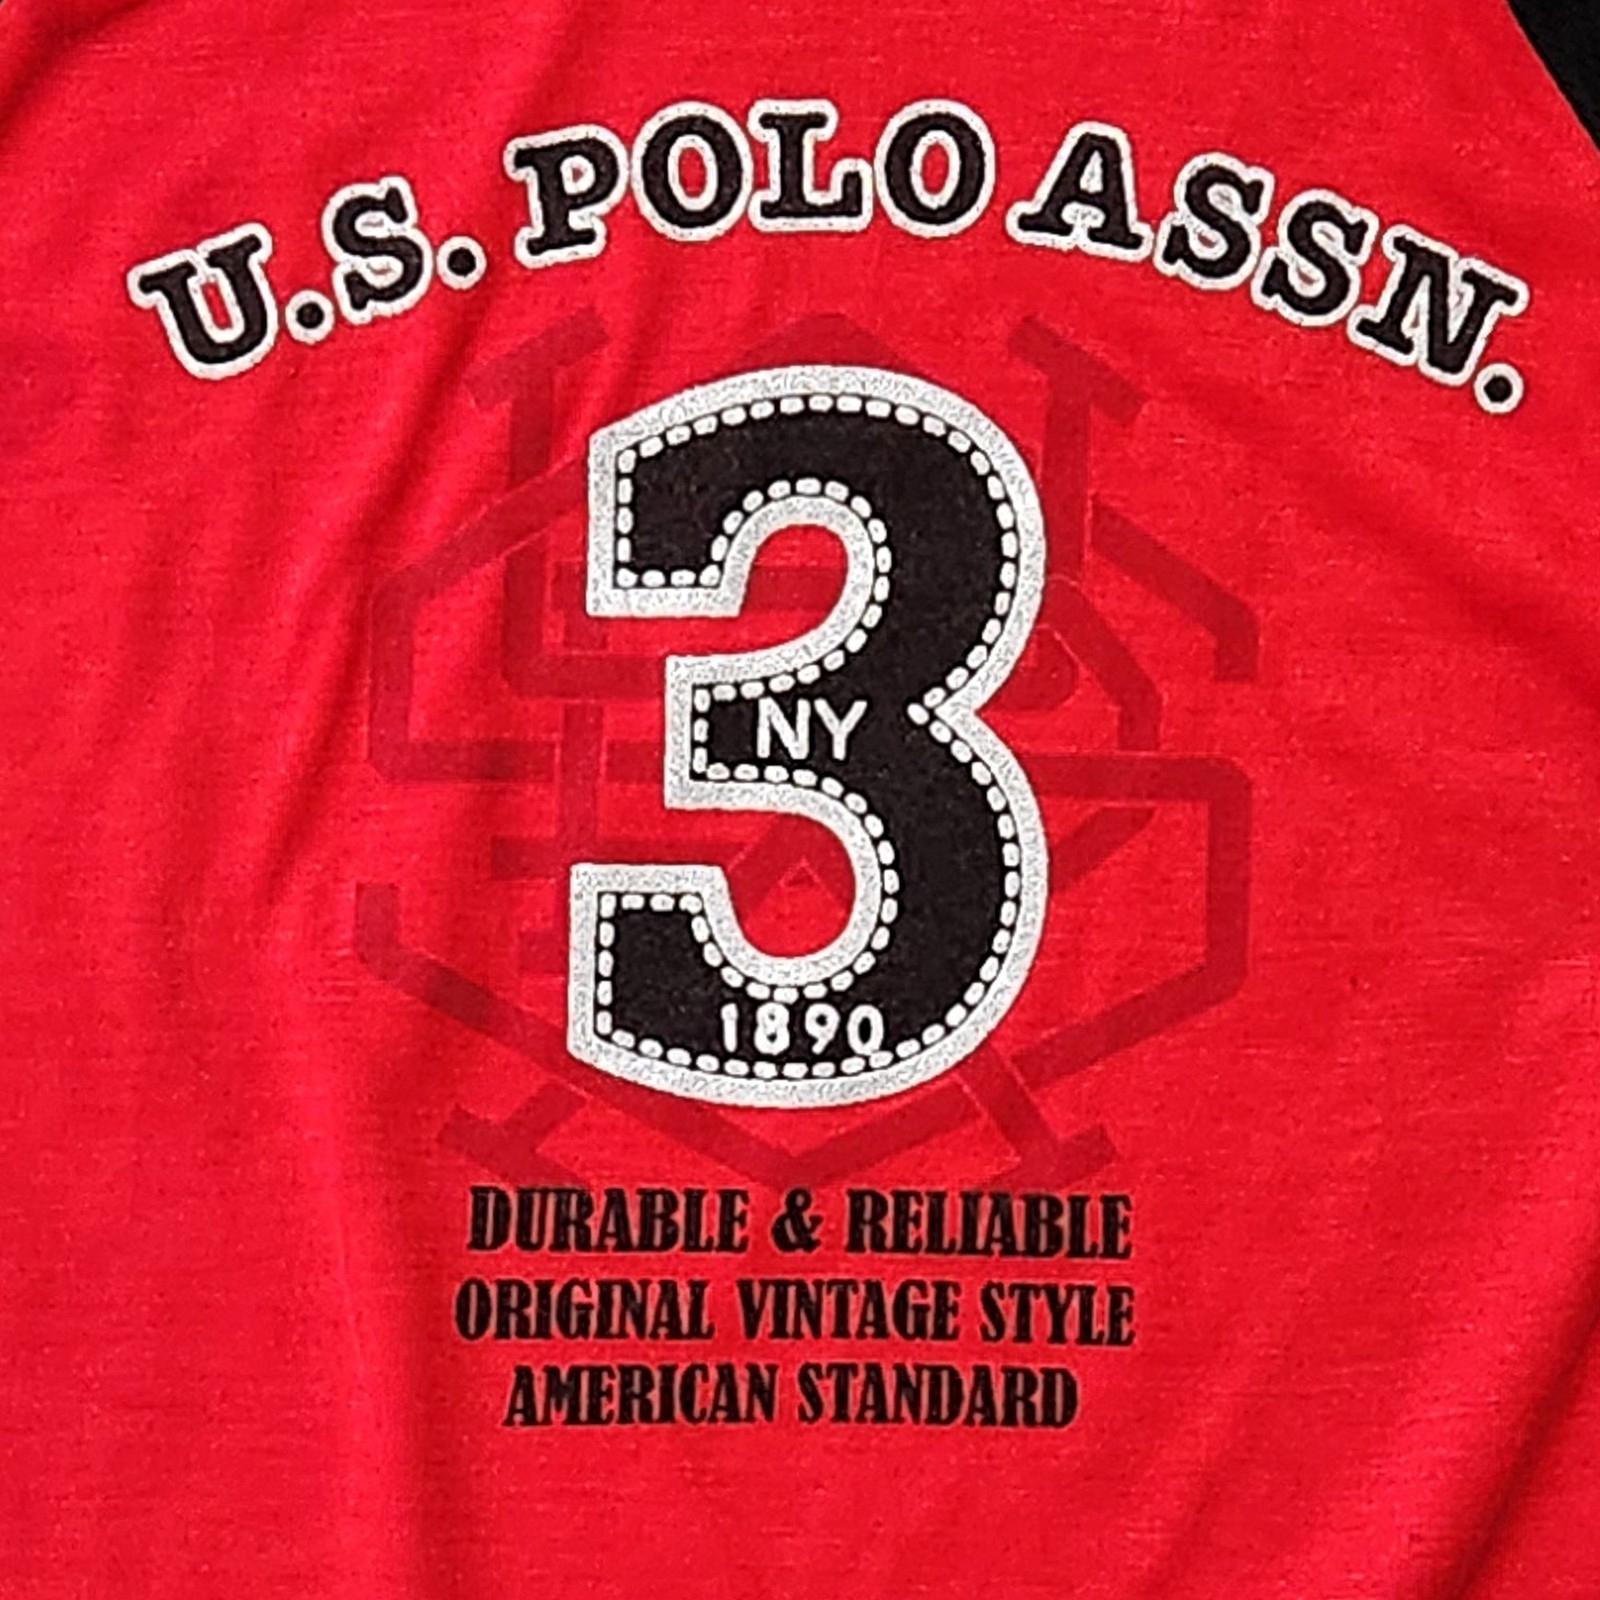 U.S. POLO ASSN.
3
NY
1890
DURABLE & RELIABLE
ORIGINAL VINTAGE STYLE
AMERICAN STANDARD